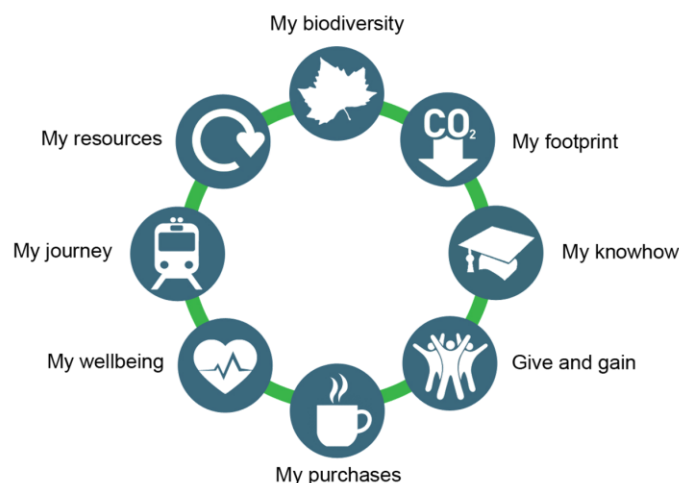 My biodiversity
My resources
CO₂
My footprint
My journey
My knowhow
My wellbeing
Give and gain
My purchases